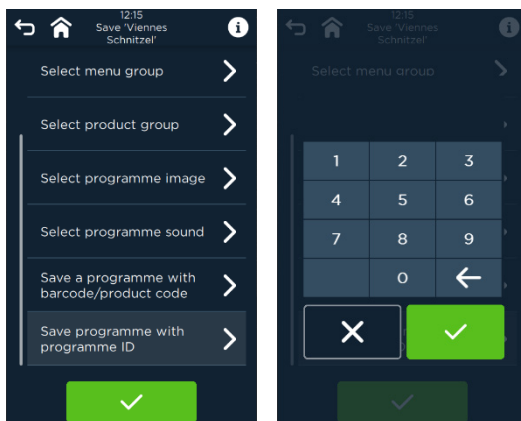 12:15
Save 'Viennes
Schnitzel'
i
Select menu group
Select product group
Select programme image
Select programme sound
Save a programme with
barcode/product code
Save programme with
programme ID
12:15
Save 'Viennes
Schnitzel'
i
Select menu group
1 2 3
4 5 6
7 8 9
0